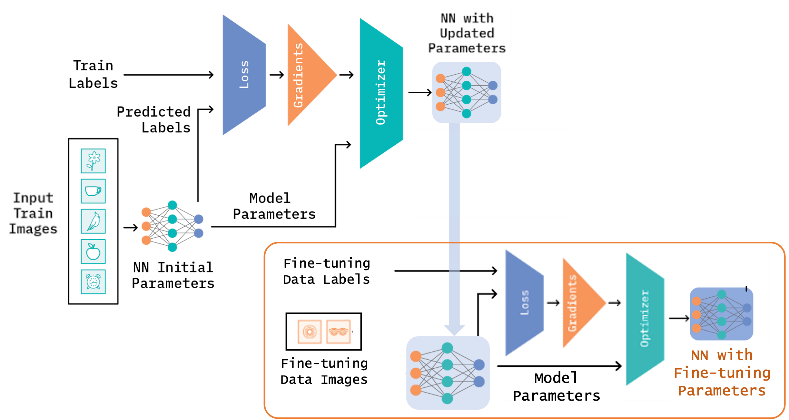 NN with
Updated
Parameters
Train
Labels
Loss
Gradients
Optimizer
Predicted
Labels
Input
Train
Images
Model
Parameters
NN Initial
Parameters
Fine-tuning
Data Labels
Loss
Gradients
Optimizer
Fine-tuning
Data Images
Model
Parameters
NN with
Fine-tuning
Parameters